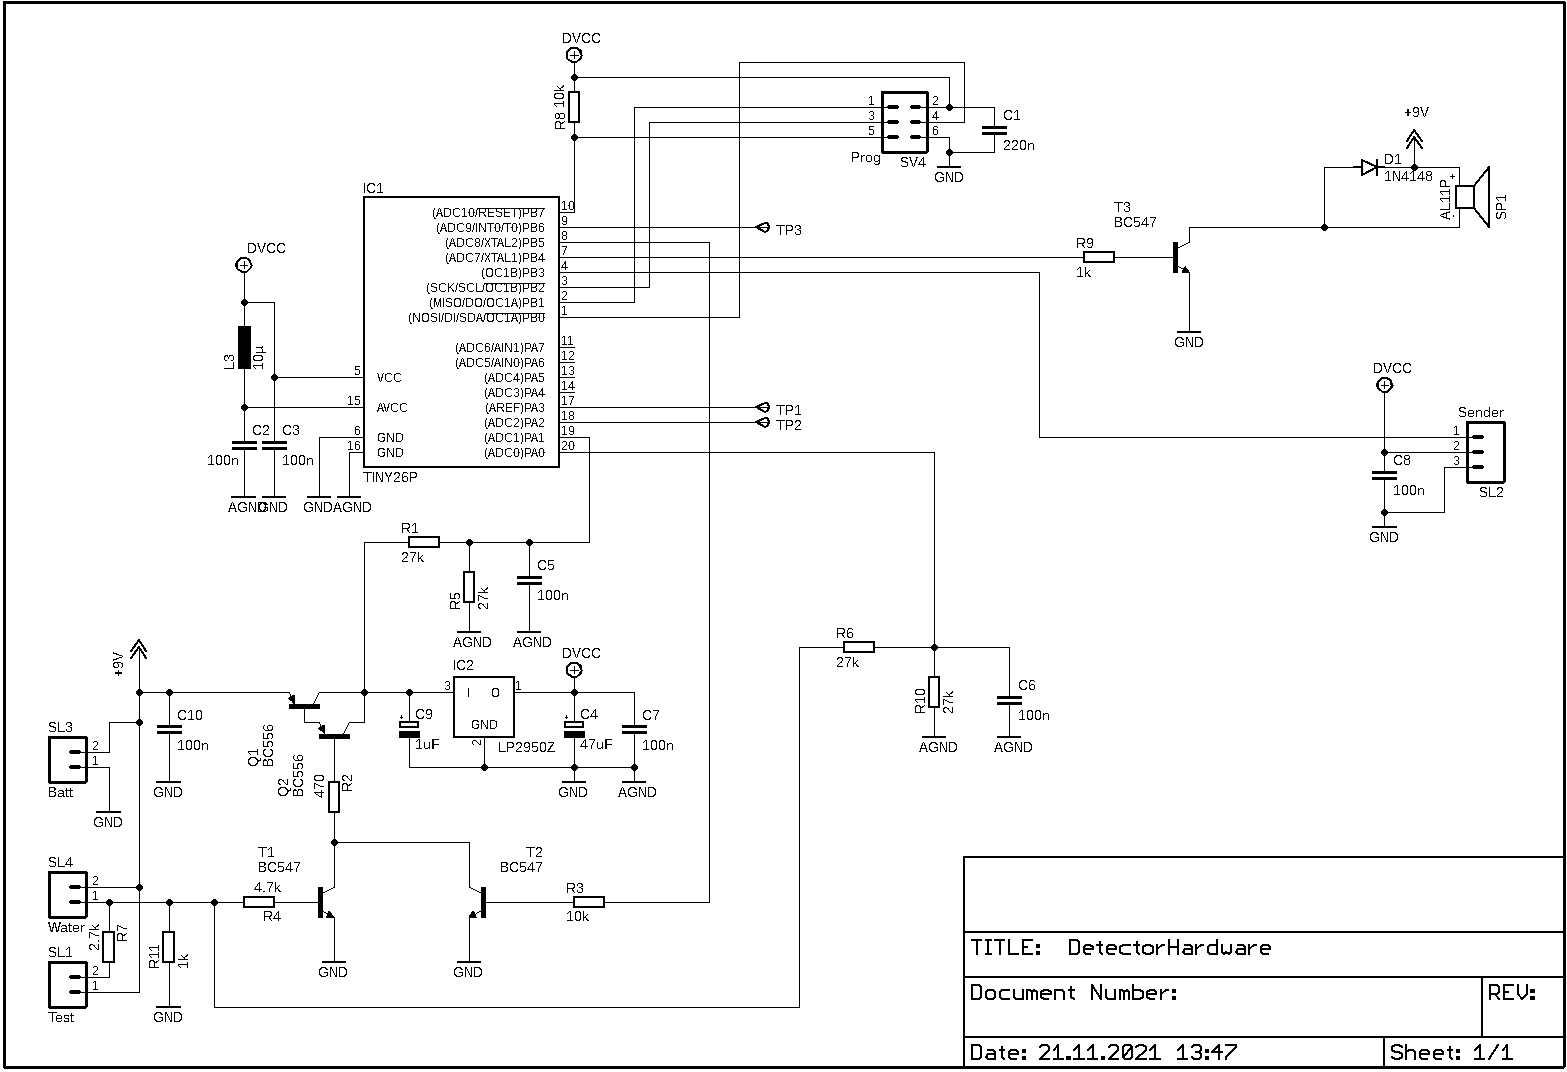 DVCC
R8 10k
1
3
5
2
4
6
Prog
SV4
C1
220n
GND
+9V
D1
1N4148
AL11P
+
-
SP1
T3
BC547
R9
1k
GND
IC1
(ADC10/RESET)PB7
10
(ADC9/INT0/T0)PB6
9
TP3
(ADC8/XTAL2)PB5
8
(ADC7/XTAL1)PB4
7
(OC1B)PB3
4
(SCK/SCL/OC1B)PB2
3
(MISO/DO/OC1A)PB1
2
(NOSI/DI/SDA/OC1A)PB0
1
(ADC6/AIN1)PA7
11
(ADC5/AIN0)PA6
12
(ADC4)PA5
13
(ADC3)PA4
14
(AREF)PA3
17
TP1
(ADC2)PA2
18
TP2
(ADC1)PA1
19
(ADC0)PA0
20
5
VCC
15
AVCC
6
GND
16
GND
TINY26P
DVCC
L3
10µ
C2
100n
C3
100n
AGND
GND
GND
AGND
DVCC
Sender
1
2
3
C8
100n
SL2
GND
R1
27k
R5
27k
C5
100n
AGND
AGND
R6
27k
R10
27k
C6
100n
AGND
AGND
+9V
C10
100n
GND
SL3
2
1
Batt
GND
Q1
BC556
Q2
BC556
470
R2
C9
+
1uF
IC2
3
I
O
1
GND
2
LP2950Z
DVCC
C4
+
47uF
C7
100n
GND
AGND
SL4
2
1
Water
2.7k
R7
SL1
2
1
Test
R11
1k
GND
T1
BC547
4.7k
R4
GND
T2
BC547
R3
10k
GND
TITLE: DetectorHardware
Document Number:
REV:
Date: 21.11.2021 13:47
Sheet: 1/1